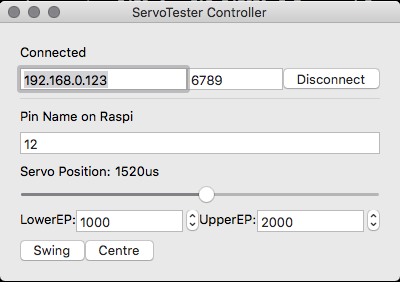 ServoTester Controller
Connected
192.168.0.123 6789 Disconnect
Pin Name on Raspi
12
Servo Position: 1520us
LowerEP: 1000 UpperEP: 2000
Swing Centre